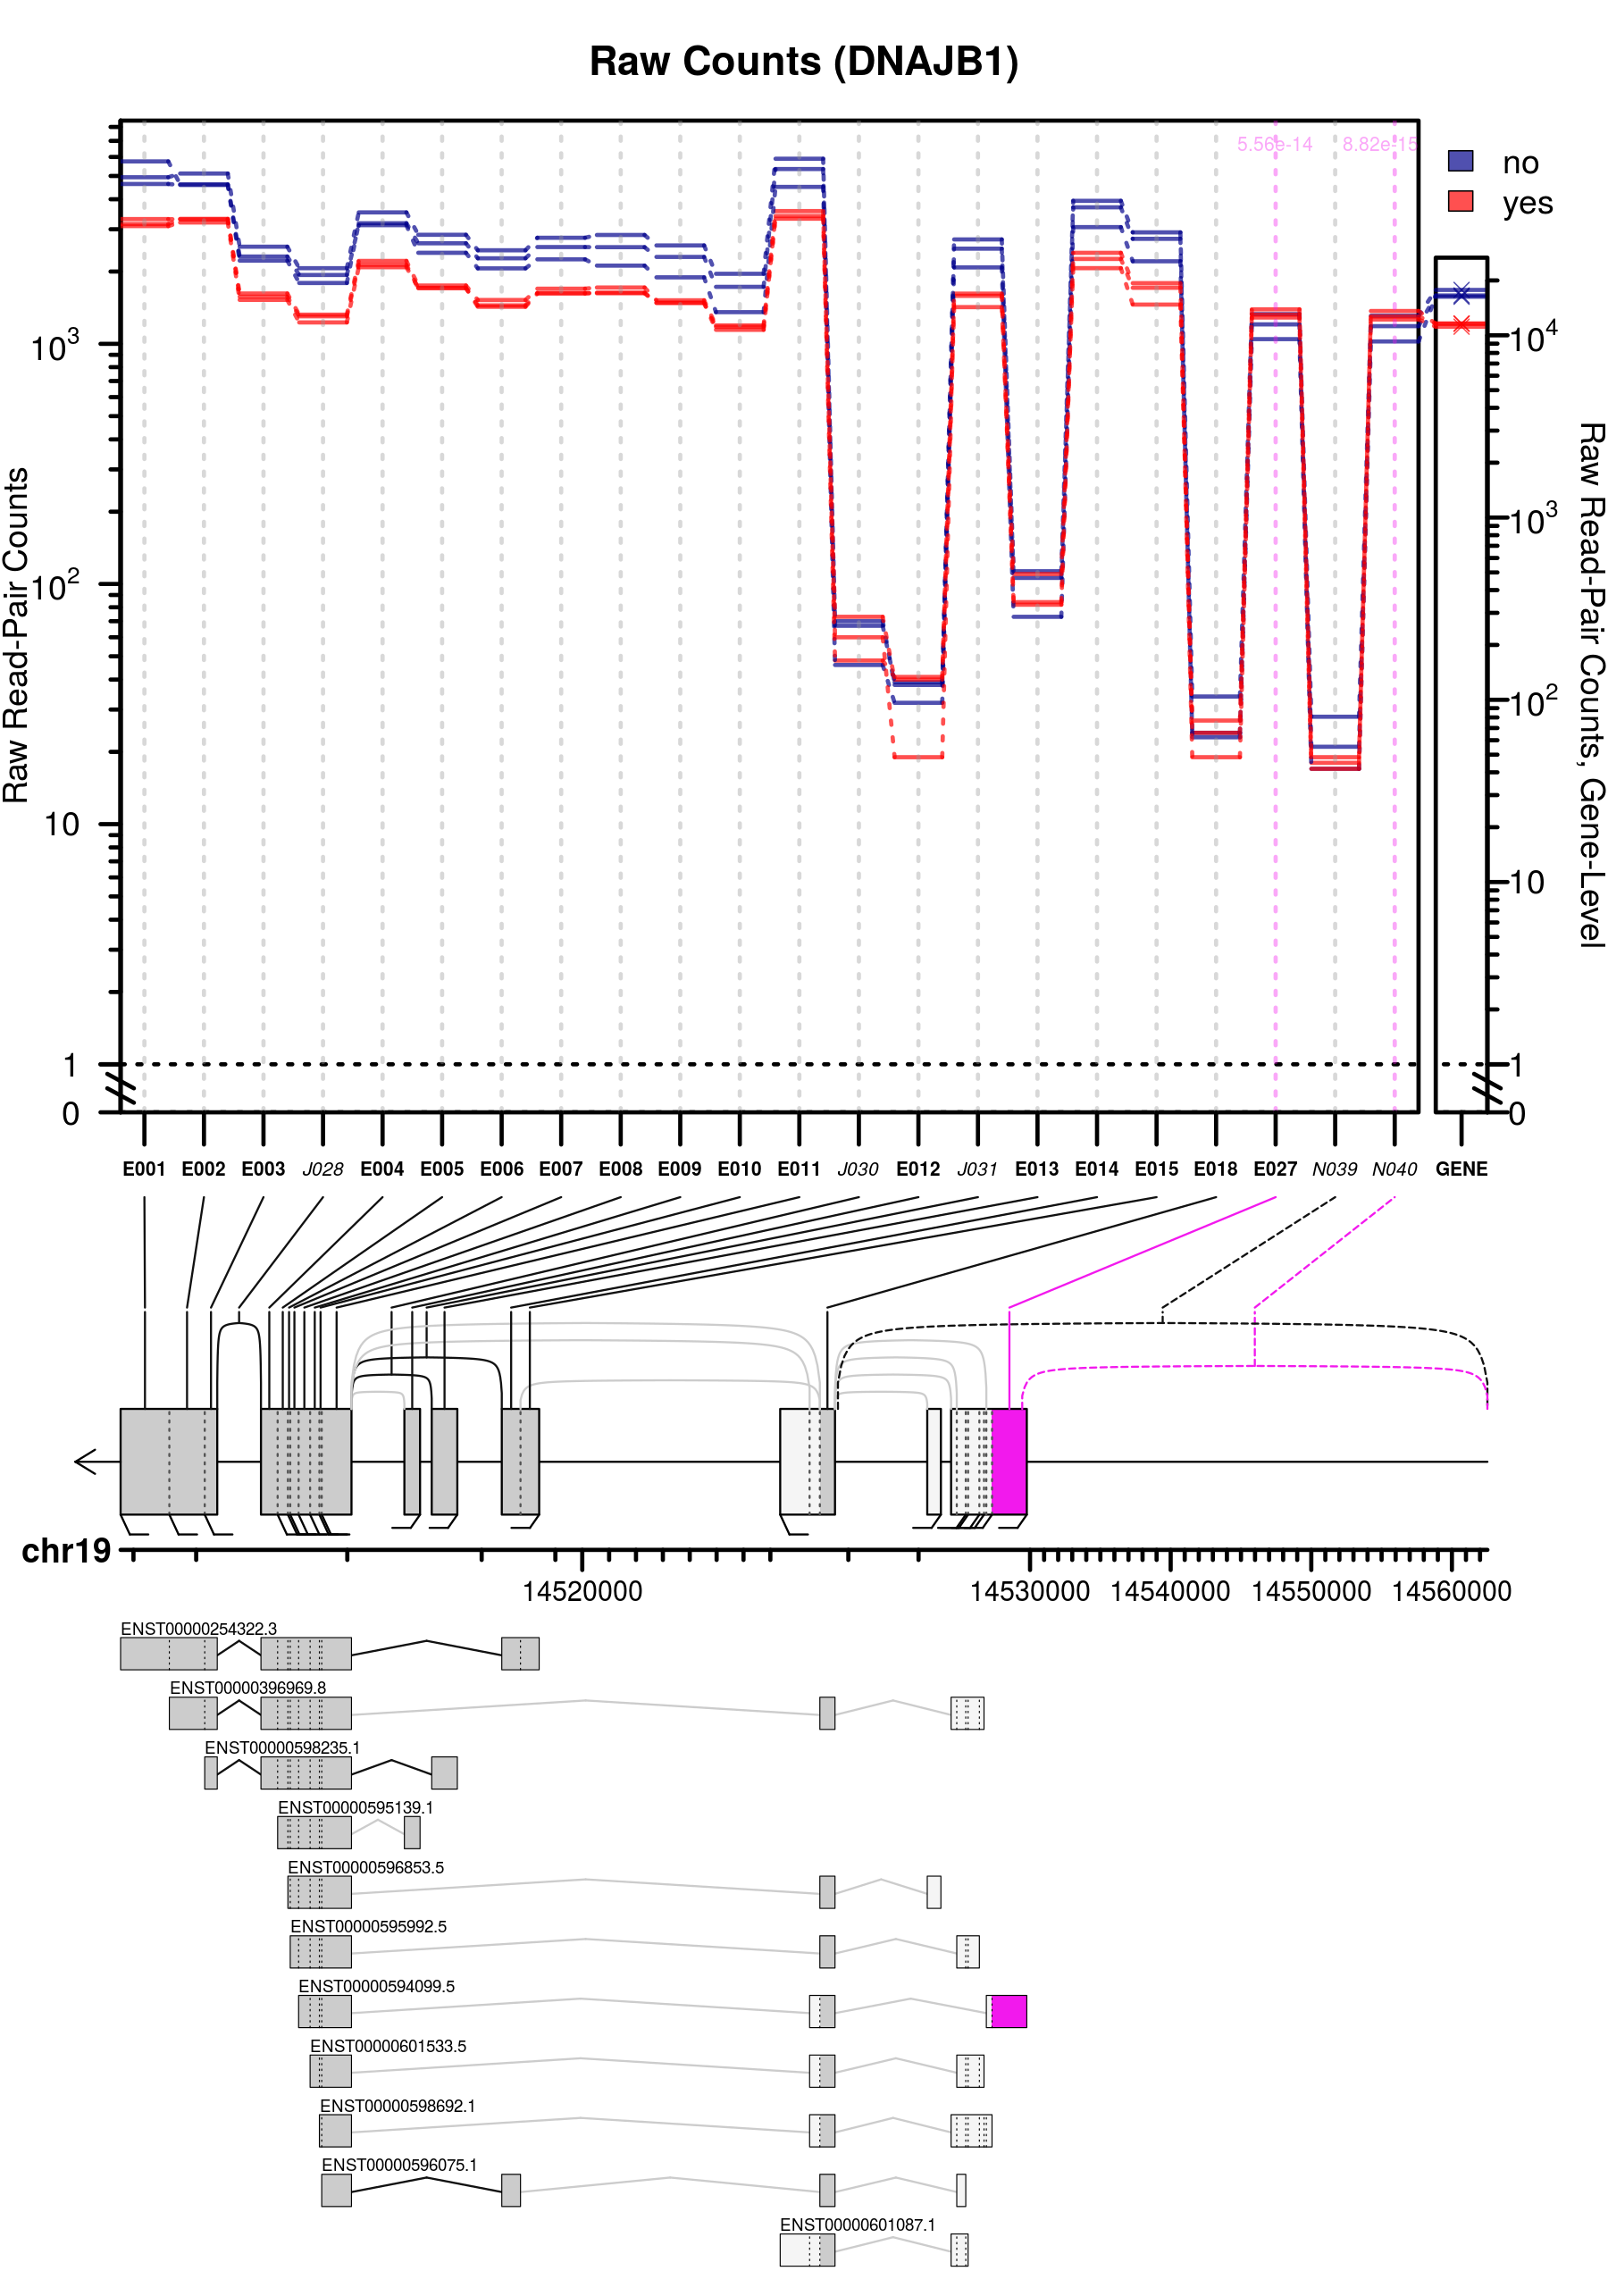 Raw Counts (DNAJB1)
5.56e-14 8.82e-15
no
yes
Raw Read-Pair Counts
10³
10²
10
1
0
10⁴
10³
10²
10
1
0
Raw Read-Pair Counts, Gene-Level
E001 E002 E003 J028 E004 E005 E006 E007 E008 E009 E010 E011 J030 E012 J031 E013 E014 E015 E018 E027 N039 N040 GENE
chr19
14520000 14530000 14540000 14550000 14560000
ENST00000254322.3
ENST00000396969.8
ENST00000598235.1
ENST00000595139.1
ENST00000596853.5
ENST00000595992.5
ENST00000594099.5
ENST00000601533.5
ENST00000598692.1
ENST00000596075.1
ENST00000601087.1